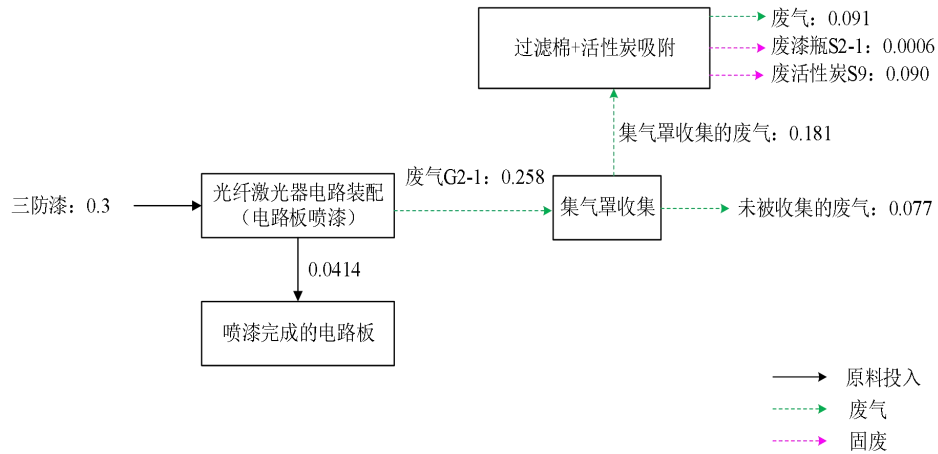 废气：0.091
过滤棉+活性炭吸附
废漆瓶S2-1：0.0006
废活性炭S9：0.090
集气罩收集的废气：0.181
三防漆：0.3
光纤激光器电路装配
（电路板喷漆）
废气G2-1：0.258
集气罩收集
未被收集的废气：0.077
0.0414
喷漆完成的电路板
原料投入
废气
固废